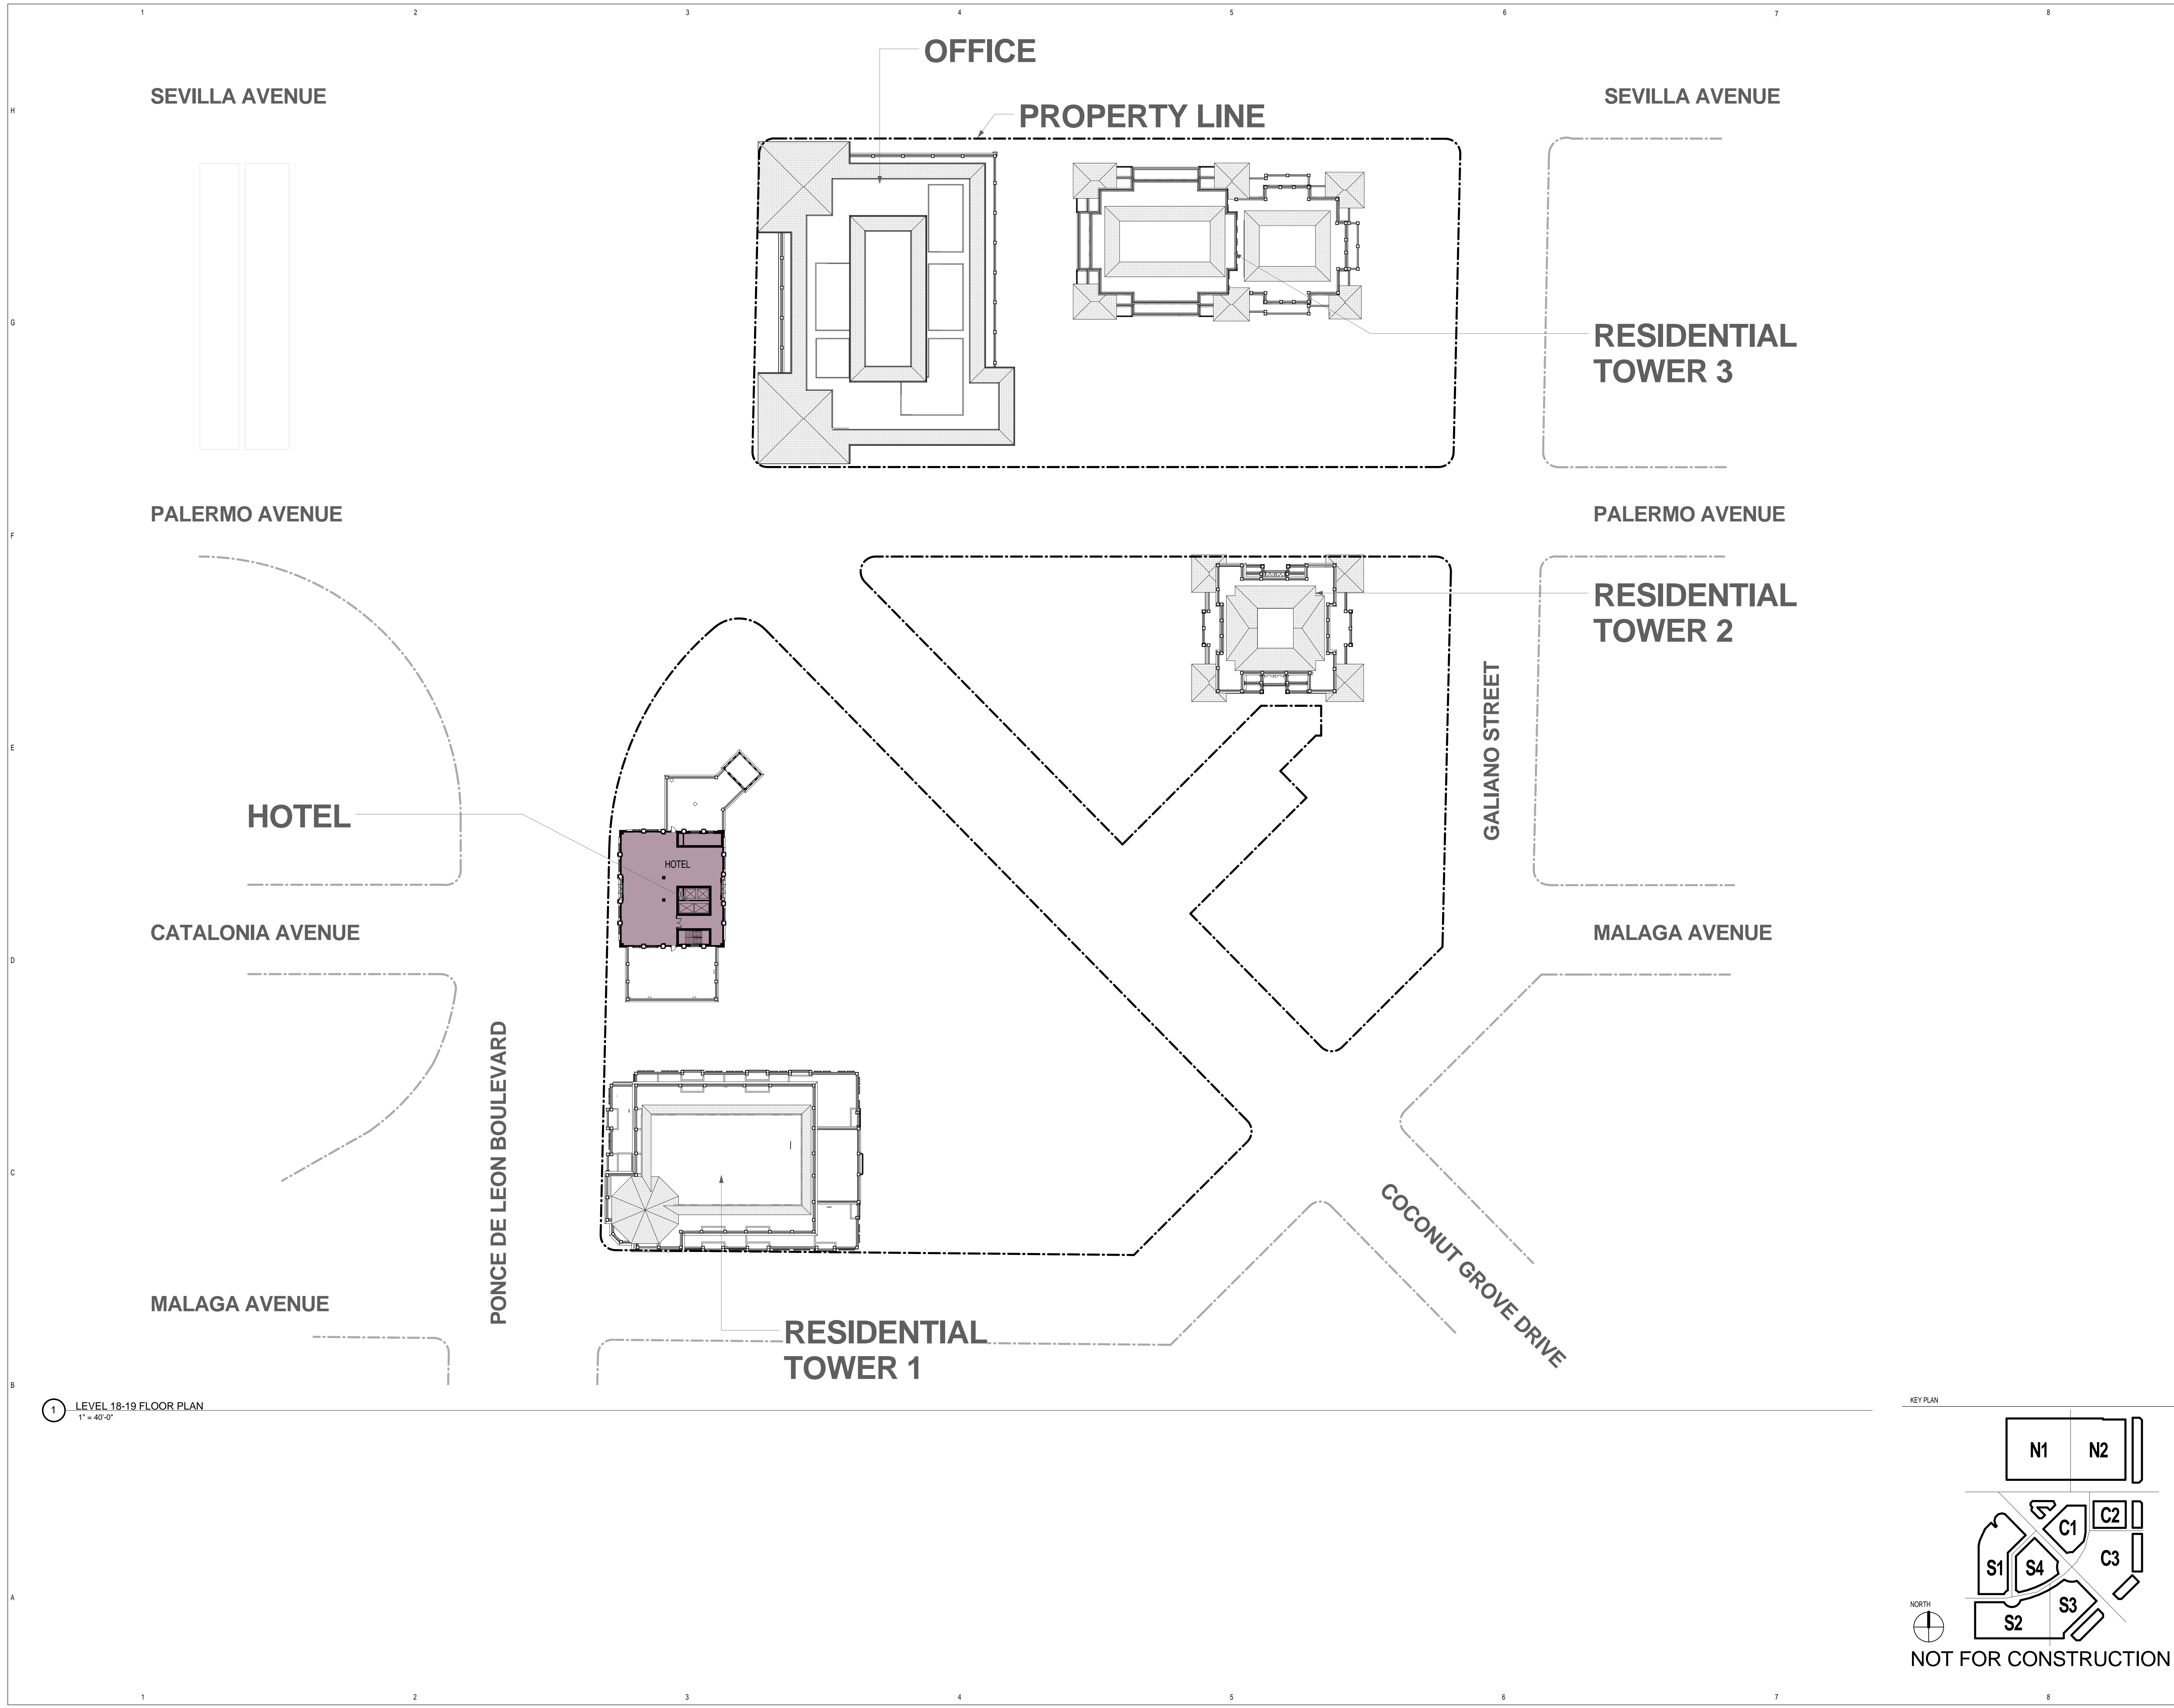 1 2 3 4 5 6 7 8
OFFICE
SEVILLA AVENUE
SEVILLA AVENUE
H
PROPERTY LINE
G
RESIDENTIAL
TOWER 3
PALERMO AVENUE
PALERMO AVENUE
F
RESIDENTIAL
TOWER 2
GALIANO STREET
E
HOTEL
HOTEL
CATALONIA AVENUE
MALAGA AVENUE
D
PONCE DE LEON BOULEVARD
C
COCONUT GROVE DRIVE
MALAGA AVENUE
RESIDENTIAL
TOWER 1
B
1 LEVEL 18-19 FLOOR PLAN
1" = 40'-0"
KEY PLAN
N1 N2
C2
C1
C3
S1 S4
A
NORTH
S3
S2
NOT FOR CONSTRUCTION
1 2 3 4 5 6 7 8